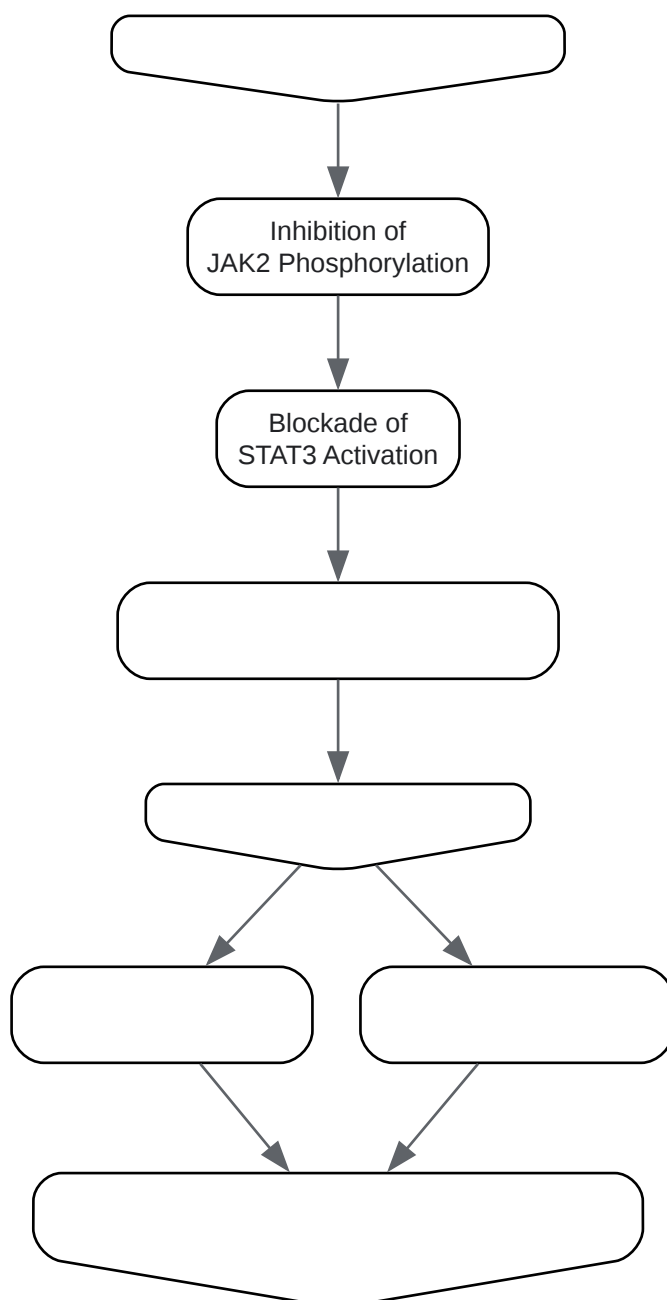 Inhibition of
JAK2 Phosphorylation
Blockade of
STAT3 Activation